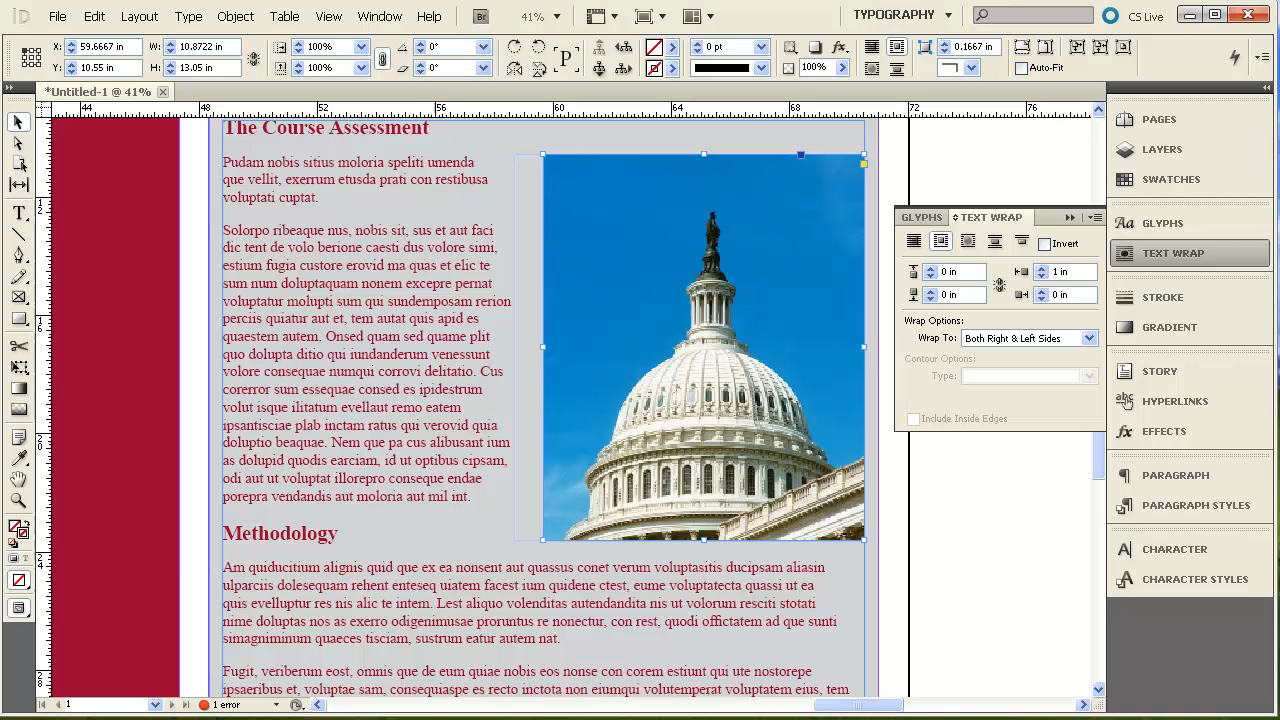 File Edit Layout Type Object Table View Window Help Br 41% TYPOGRAPHY CS Live
X: 59.6667 in W: 10.8722 in 100% 0° 0 pt 0.1667 in
Y: 10.55 in H: 13.05 in 100% 0° 100% Auto-Fit
*Untitled-1 @ 41%
44 48 52 56 60 64 68 72 76
The Course Assessment
Pudam nobis sitius moloria speliti umenda
que vellit, exerrum etusda prati con restibusa
voluptati cuptat.
Solorpo ribeaque nus, nobis sit, sus et aut faci
dic tent de volo berione caesti dus volore simi,
estium fugia custore erovid ma quas et elic te
sum num doluptaquam nonem excepre pernat
voluptatur molupti sum qui sundemposam rerion
perciis quiatur aut et, tem autat quis apid es
quaestem autem. Onsed quam sed quame plit
quo dolupta ditio qui iundanderum venessunt
volore consequae numqui corrovi delitatio. Cus
corerror sum essequae consed es ipidestrum
volut isque ilitatum evellaut remo eatem
ipsantissiae plab inctam ratus qui verovid quia
doluptio beaquae. Nem que pa cus alibusant ium
as dolupid quodis earciam, id ut optibus cipsam,
odi aut ut voluptat illorepro conseque endae
porepra vendandis aut moloria aut mil int.
Methodology
Am quiducitium alignis quid que ex ea nonsent aut quassus conet verum voluptasitis ducipsam aliasin
ulparciis dolesequam rehent enteseq uiatem facest ium quidene ctest, eume voluptatecta quassi ut ea
quis evelluptur res nis alic te intem. Lest aliquo volenditas autendandita nis ut volorum resciti stotati
nime doluptas nos as exerro odigenimusae proruntus re nonectur, con rest, quodi offictatem ad que sunti
simagniminum quaeces tisciam, sustrum eatur autem nat.
Fugit, veriberum eost, omnis que de eum quiae nobis eos nonse con corem estiunt qui ute nostorepe
ipsaeribus et, voluptae sam, consequiaspe es recto inctota non eiumqui volutemperat voluptatem eius, tem
GLYPHS TEXT WRAP
Invert
0 in 1 in
0 in 0 in
Wrap Options:
Wrap To: Both Right & Left Sides
Contour Options:
Type:
Include Inside Edges
PAGES
LAYERS
SWATCHES
GLYPHS
TEXT WRAP
STROKE
GRADIENT
STORY
HYPERLINKS
EFFECTS
PARAGRAPH
PARAGRAPH STYLES
CHARACTER
CHARACTER STYLES
1 1 error